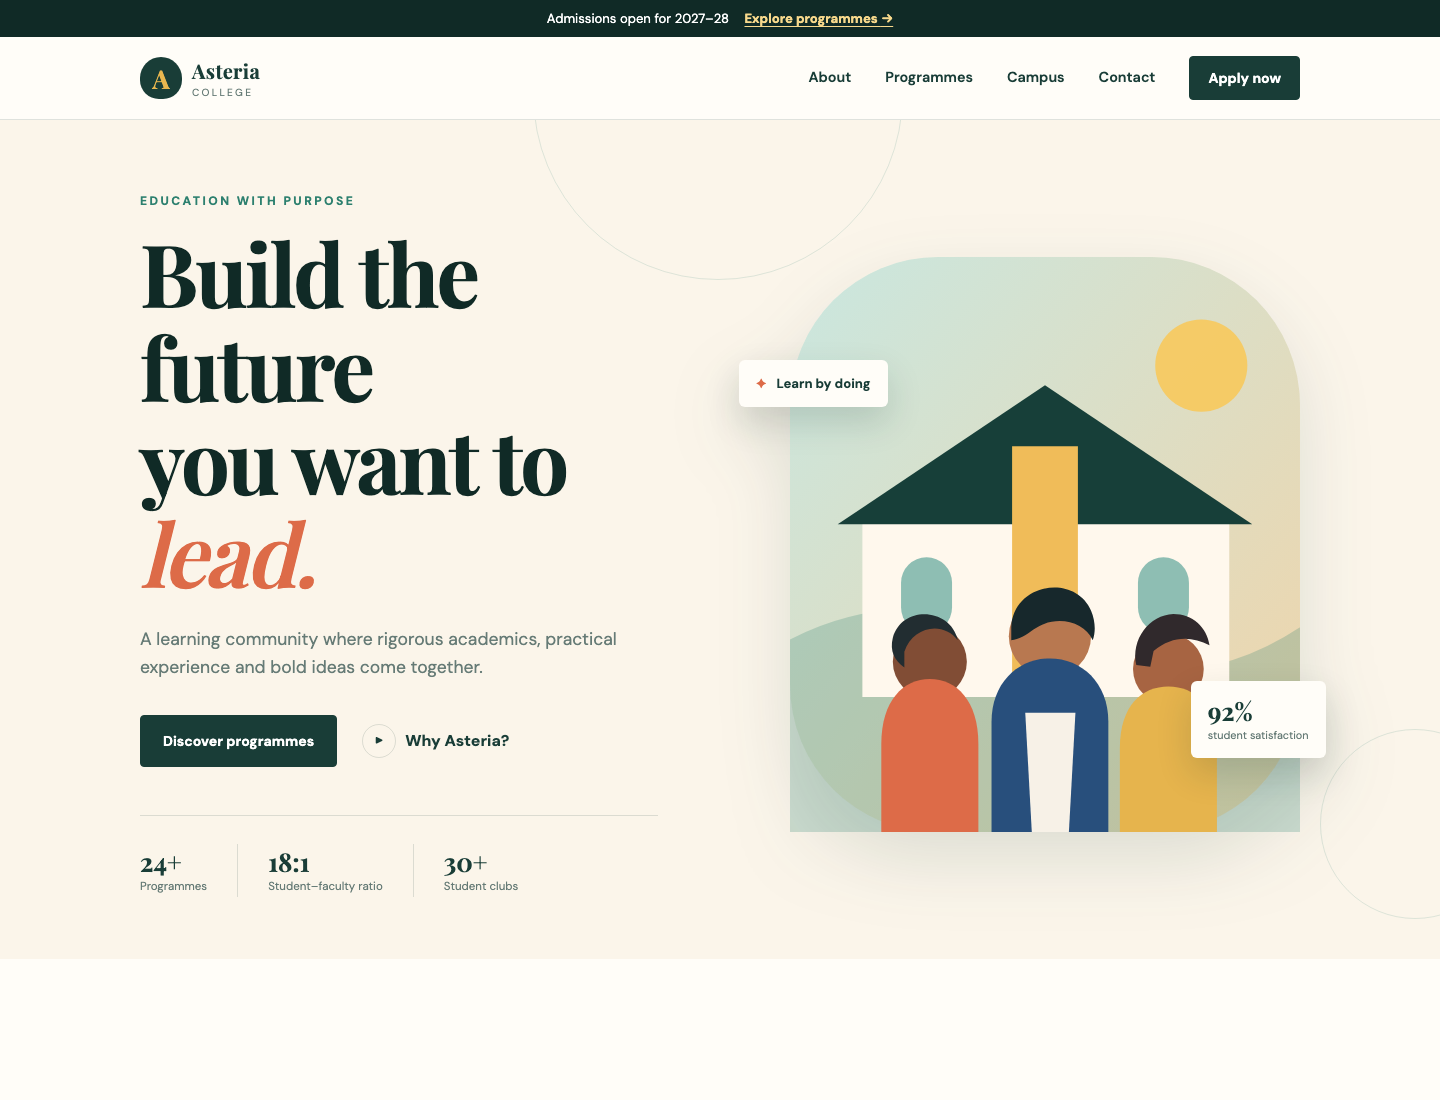 Admissions open for 2027–28 Explore programmes →
A Asteria
COLLEGE
About Programmes Campus Contact Apply now
EDUCATION WITH PURPOSE
Build the
future
you want to
lead.
A learning community where rigorous academics, practical
experience and bold ideas come together.
Discover programmes Why Asteria?
24+
Programmes
18:1
Student–faculty ratio
30+
Student clubs
✦ Learn by doing
92%
student satisfaction